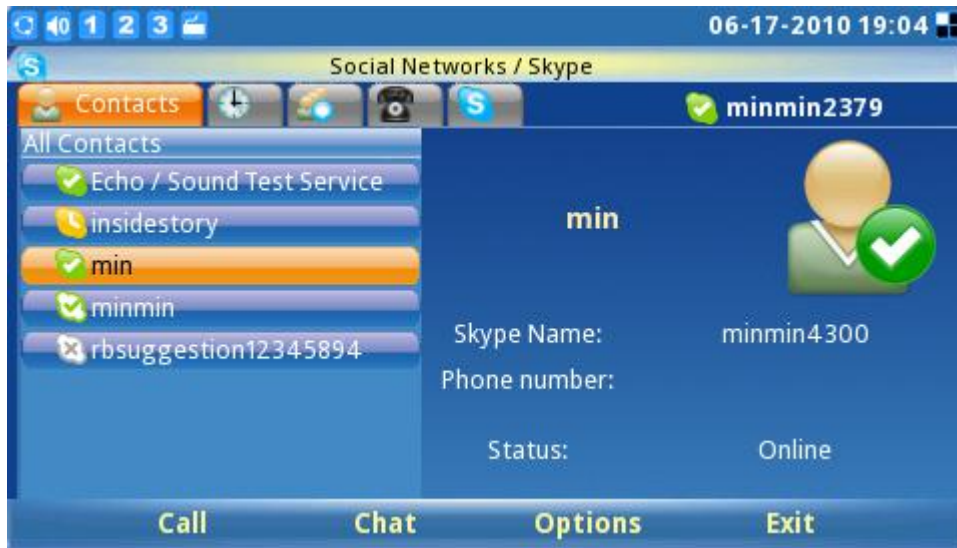 1 2 3 06-17-2010 19:04
Social Networks / Skype
Contacts minmin2379
All Contacts
Echo / Sound Test Service
insidestory
min
minmin
rbsuggestion12345894
min
Skype Name: minmin4300
Phone number:
Status: Online
Call Chat Options Exit